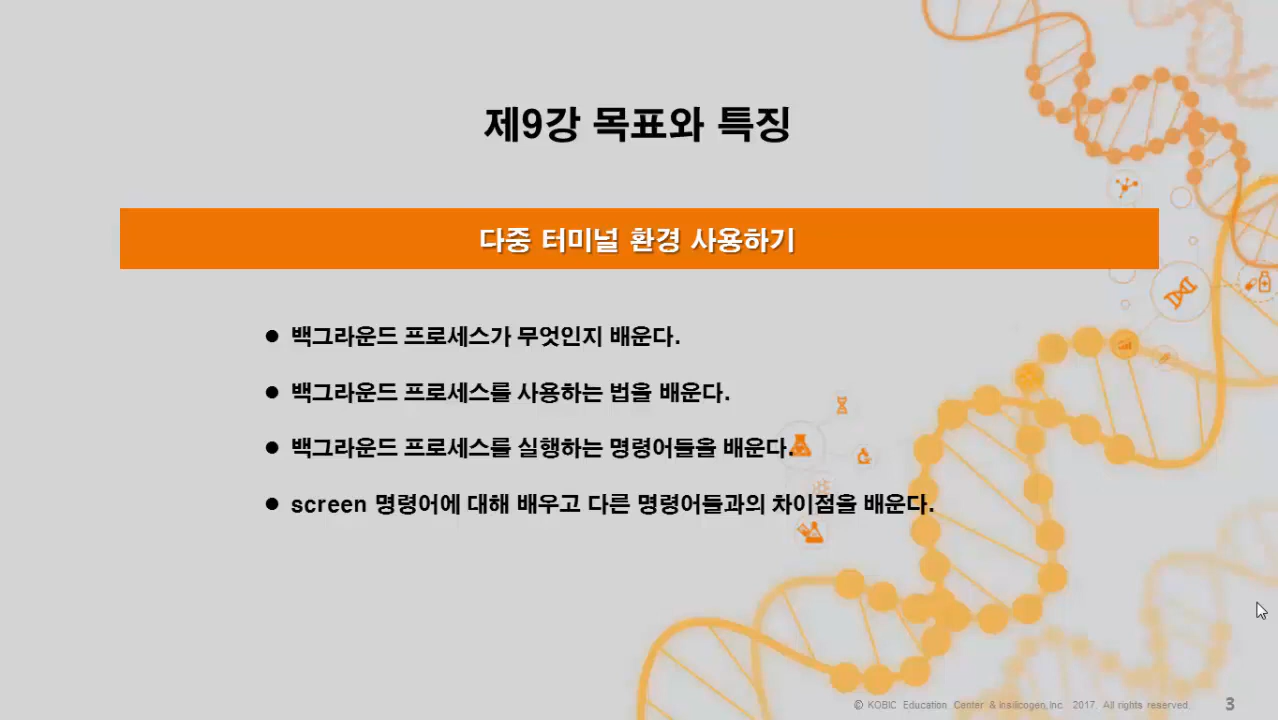 제9강 목표와 특징
다중 터미널 환경 사용하기
● 백그라운드 프로세스가 무엇인지 배운다.
● 백그라운드 프로세스를 사용하는 법을 배운다.
● 백그라운드 프로세스를 실행하는 명령어들을 배운다.
● screen 명령어에 대해 배우고 다른 명령어들과의 차이점을 배운다.
© KOBIC Education Center & Insilicogen, Inc. 2017. All rights reserved. 3